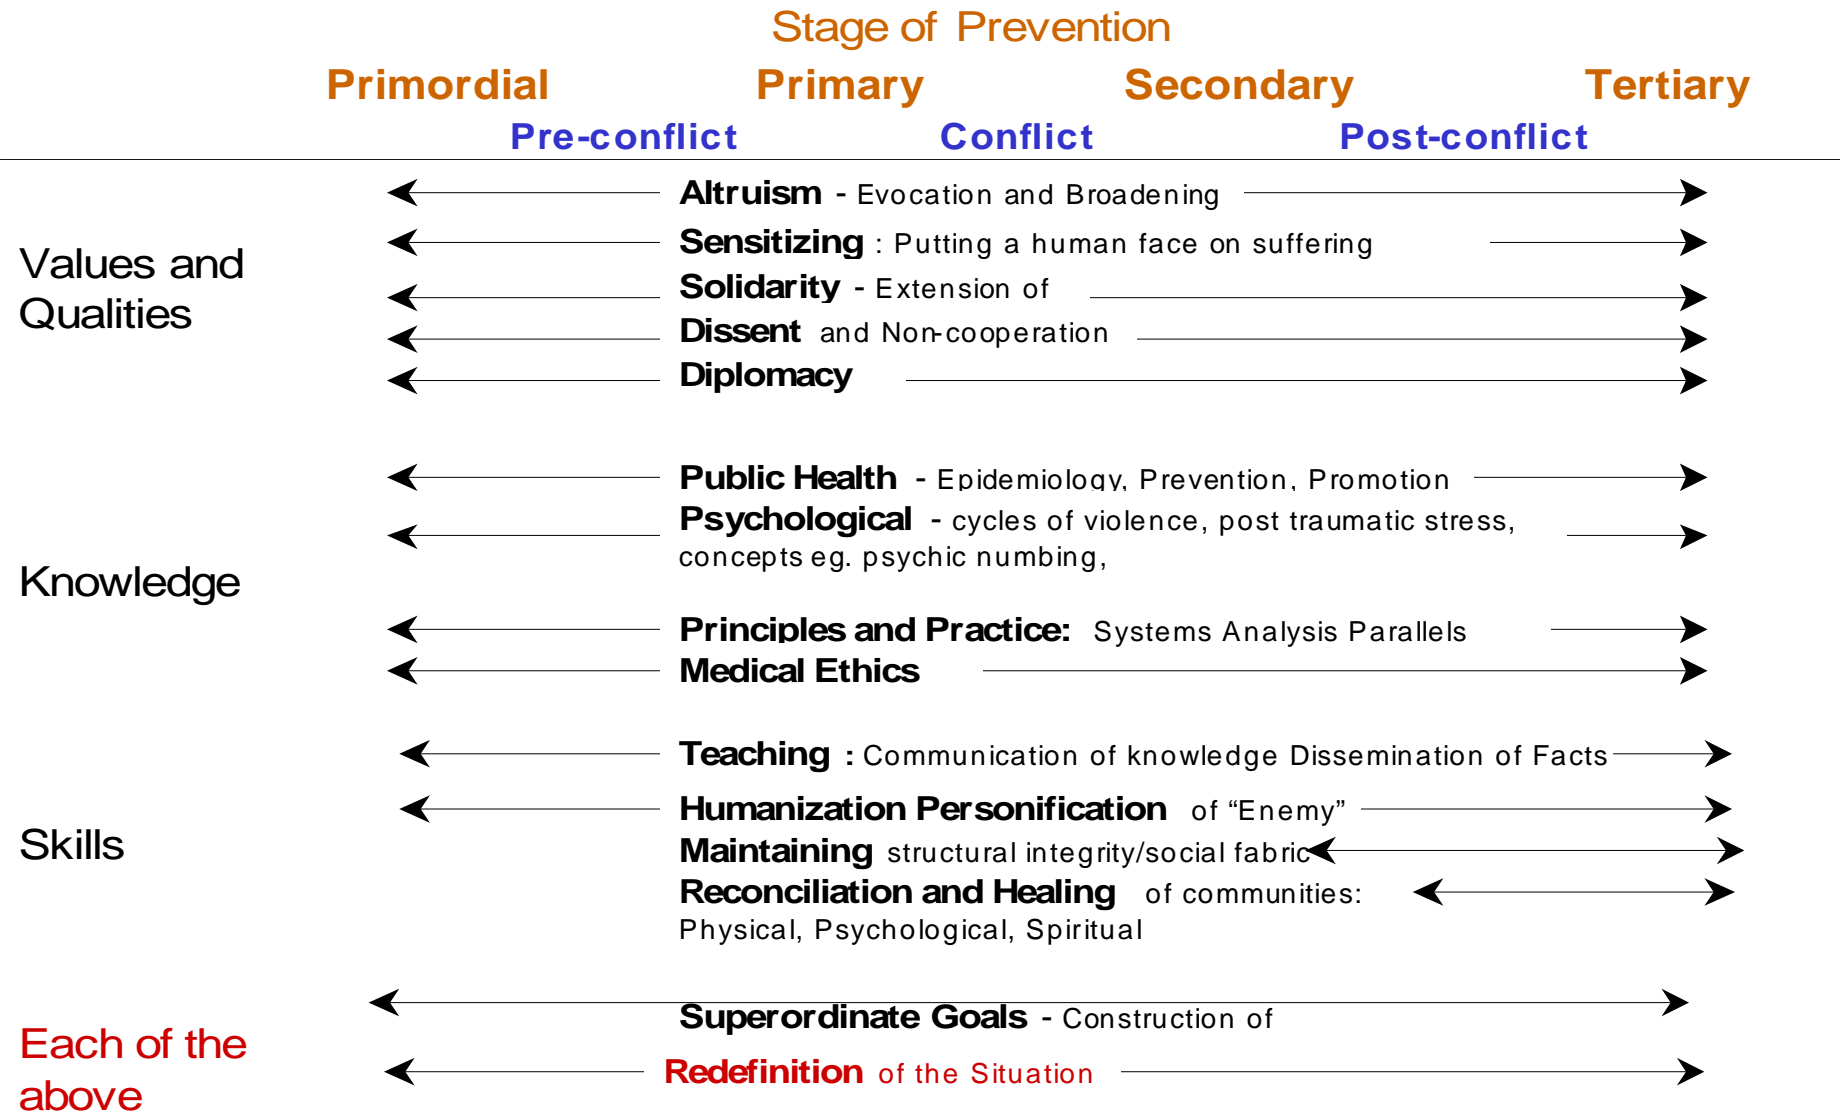 Stage of Prevention
Primordial Primary Secondary Tertiary
Pre-conflict Conflict Post-conflict
Values and
Qualities
Altruism - Evocation and Broadening
Sensitizing : Putting a human face on suffering
Solidarity - Extension of
Dissent and Non-cooperation
Diplomacy
Knowledge
Public Health - Epidemiology, Prevention, Promotion
Psychological - cycles of violence, post traumatic stress,
concepts eg. psychic numbing,
Principles and Practice: Systems Analysis Parallels
Medical Ethics
Skills
Teaching : Communication of knowledge Dissemination of Facts
Humanization Personification of “Enemy”
Maintaining structural integrity/social fabric
Reconciliation and Healing of communities:
Physical, Psychological, Spiritual
Each of the
above
Superordinate Goals - Construction of
Redefinition of the Situation